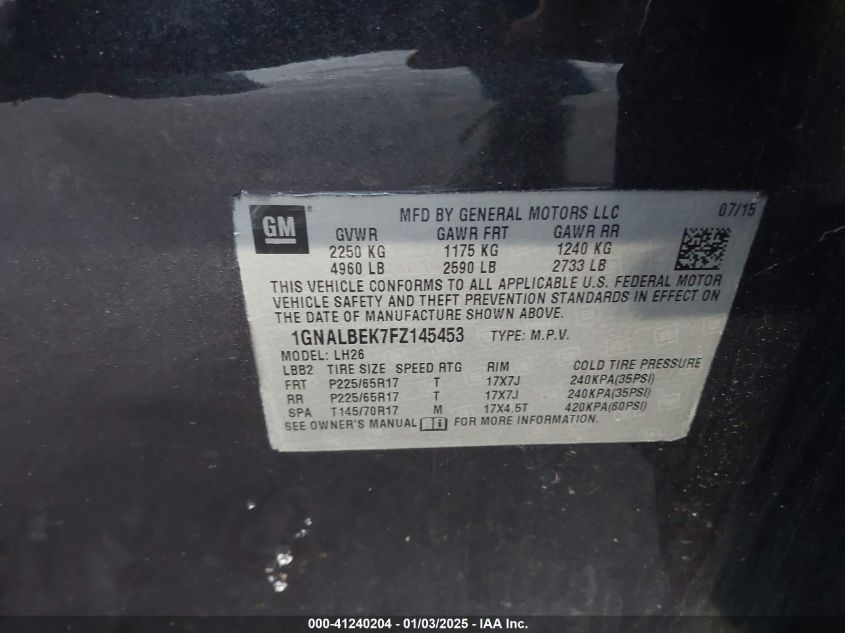 GM
MFD BY GENERAL MOTORS LLC 07/15
GVWR GAWR FRT GAWR RR
2250 KG 1175 KG 1240 KG
4960 LB 2590 LB 2733 LB
THIS VEHICLE CONFORMS TO ALL APPLICABLE U.S. FEDERAL MOTOR
VEHICLE SAFETY AND THEFT PREVENTION STANDARDS IN EFFECT ON
THE DATE OF MANUFACTURE SHOWN ABOVE.
1GNALBEK7FZ145453 TYPE: M.P.V.
MODEL: LH26
LBB2 TIRE SIZE SPEED RTG RIM COLD TIRE PRESSURE
FRT P225/65R17 T 17X7J 240KPA(35PSI)
RR P225/65R17 T 17X7J 240KPA(35PSI)
SPA T145/70R17 M 17X4.5T 420KPA(60PSI)
SEE OWNER'S MANUAL FOR MORE INFORMATION.
000-41240204 - 01/03/2025 - IAA Inc.